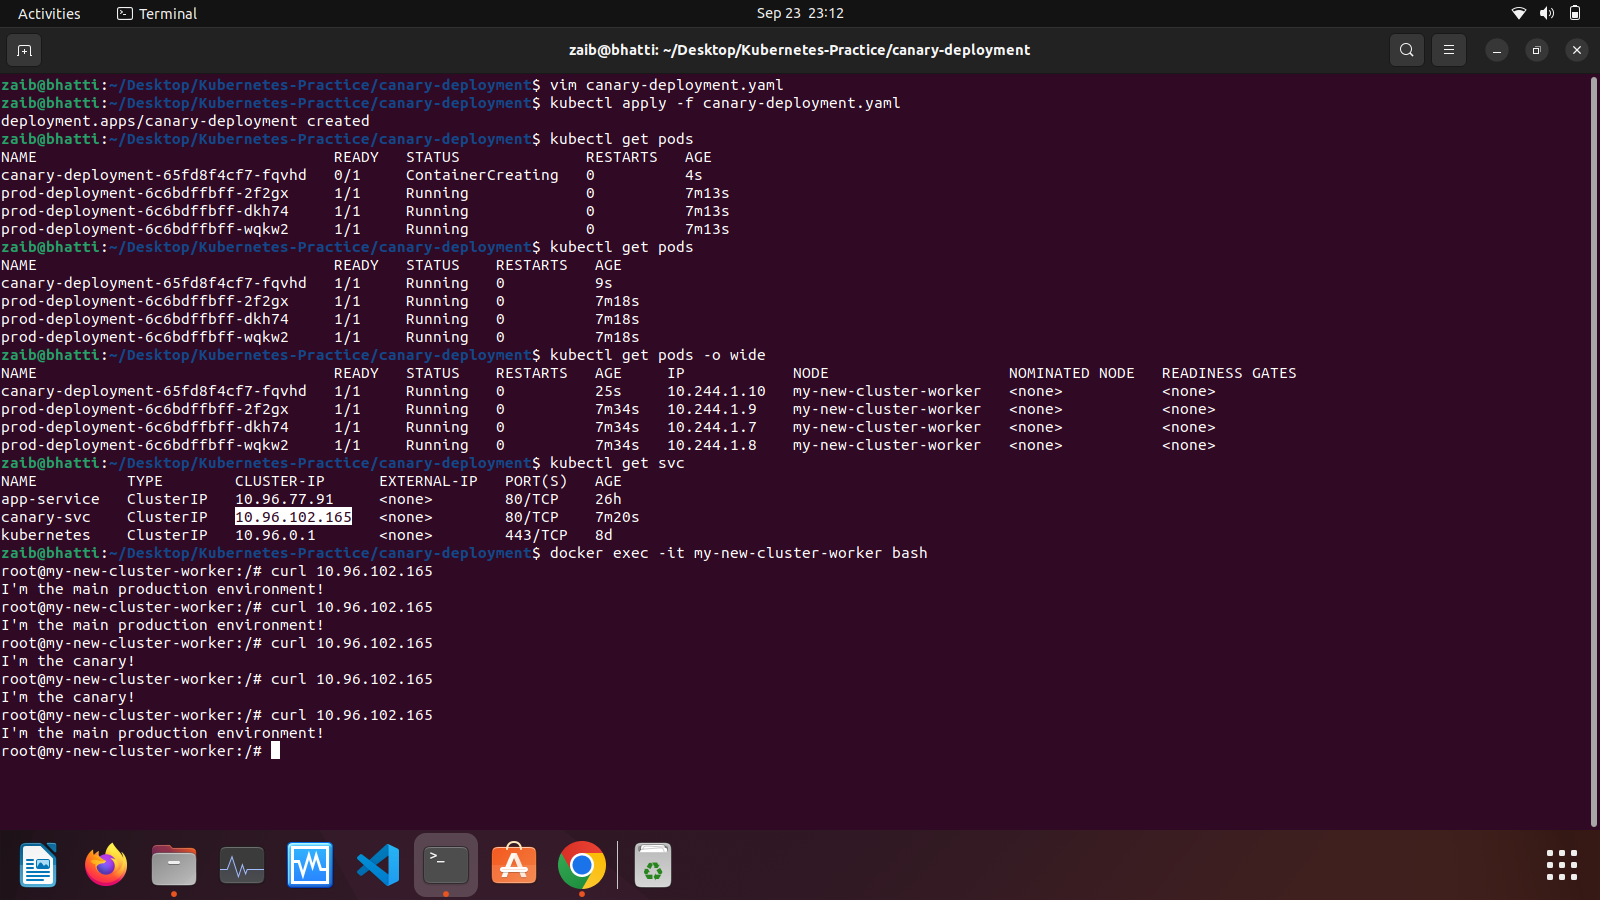 Activities Terminal Sep 23 23:12
zaib@bhatti: ~/Desktop/Kubernetes-Practice/canary-deployment
zaib@bhatti:~/Desktop/Kubernetes-Practice/canary-deployment$ vim canary-deployment.yaml
zaib@bhatti:~/Desktop/Kubernetes-Practice/canary-deployment$ kubectl apply -f canary-deployment.yaml
deployment.apps/canary-deployment created
zaib@bhatti:~/Desktop/Kubernetes-Practice/canary-deployment$ kubectl get pods
NAME READY STATUS RESTARTS AGE
canary-deployment-65fd8f4cf7-fqvhd 0/1 ContainerCreating 0 4s
prod-deployment-6c6bdffbff-2f2gx 1/1 Running 0 7m13s
prod-deployment-6c6bdffbff-dkh74 1/1 Running 0 7m13s
prod-deployment-6c6bdffbff-wqkw2 1/1 Running 0 7m13s
zaib@bhatti:~/Desktop/Kubernetes-Practice/canary-deployment$ kubectl get pods
NAME READY STATUS RESTARTS AGE
canary-deployment-65fd8f4cf7-fqvhd 1/1 Running 0 9s
prod-deployment-6c6bdffbff-2f2gx 1/1 Running 0 7m18s
prod-deployment-6c6bdffbff-dkh74 1/1 Running 0 7m18s
prod-deployment-6c6bdffbff-wqkw2 1/1 Running 0 7m18s
zaib@bhatti:~/Desktop/Kubernetes-Practice/canary-deployment$ kubectl get pods -o wide
NAME READY STATUS RESTARTS AGE IP NODE NOMINATED NODE READINESS GATES
canary-deployment-65fd8f4cf7-fqvhd 1/1 Running 0 25s 10.244.1.10 my-new-cluster-worker <none> <none>
prod-deployment-6c6bdffbff-2f2gx 1/1 Running 0 7m34s 10.244.1.9 my-new-cluster-worker <none> <none>
prod-deployment-6c6bdffbff-dkh74 1/1 Running 0 7m34s 10.244.1.7 my-new-cluster-worker <none> <none>
prod-deployment-6c6bdffbff-wqkw2 1/1 Running 0 7m34s 10.244.1.8 my-new-cluster-worker <none> <none>
zaib@bhatti:~/Desktop/Kubernetes-Practice/canary-deployment$ kubectl get svc
NAME TYPE CLUSTER-IP EXTERNAL-IP PORT(S) AGE
app-service ClusterIP 10.96.77.91 <none> 80/TCP 26h
canary-svc ClusterIP 10.96.102.165 <none> 80/TCP 7m20s
kubernetes ClusterIP 10.96.0.1 <none> 443/TCP 8d
zaib@bhatti:~/Desktop/Kubernetes-Practice/canary-deployment$ docker exec -it my-new-cluster-worker bash
root@my-new-cluster-worker:/# curl 10.96.102.165
I'm the main production environment!
root@my-new-cluster-worker:/# curl 10.96.102.165
I'm the main production environment!
root@my-new-cluster-worker:/# curl 10.96.102.165
I'm the canary!
root@my-new-cluster-worker:/# curl 10.96.102.165
I'm the canary!
root@my-new-cluster-worker:/# curl 10.96.102.165
I'm the main production environment!
root@my-new-cluster-worker:/#